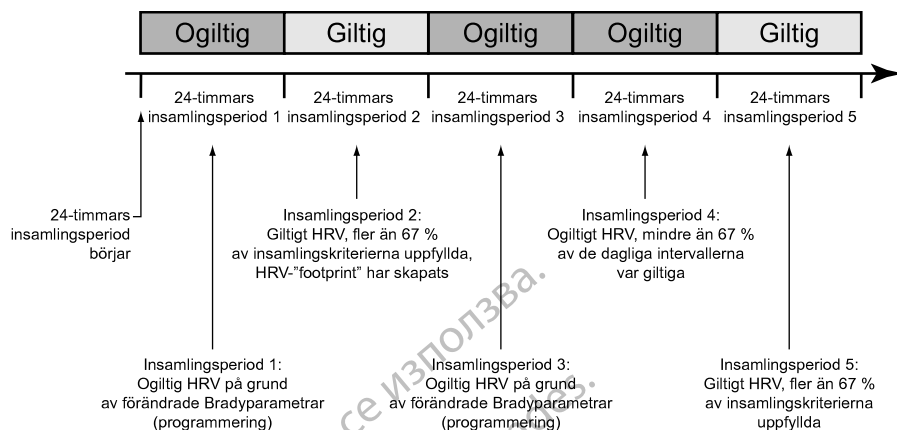 Ogiltig Giltig Ogiltig Ogiltig Giltig
24-timmars insamlingsperiod 1
24-timmars insamlingsperiod 2
24-timmars insamlingsperiod 3
24-timmars insamlingsperiod 4
24-timmars insamlingsperiod 5
24-timmars
insamlingsperiod
börjar
Insamlingsperiod 2:
Giltigt HRV, fler än 67 %
av insamlingskriterierna uppfyllda,
HRV-"footprint" har skapats
Insamlingsperiod 4:
Ogiltigt HRV, mindre än 67 %
av de dagliga intervallerna
var giltiga
Insamlingsperiod 1:
Ogiltig HRV på grund
av förändrade Bradyparametrar
(programmering)
Insamlingsperiod 3:
Ogiltig HRV på grund
av förändrade Bradyparametrar
(programmering)
Insamlingsperiod 5:
Giltigt HRV, fler än 67 %
av insamlingskriterierna
uppfyllda
се използва.